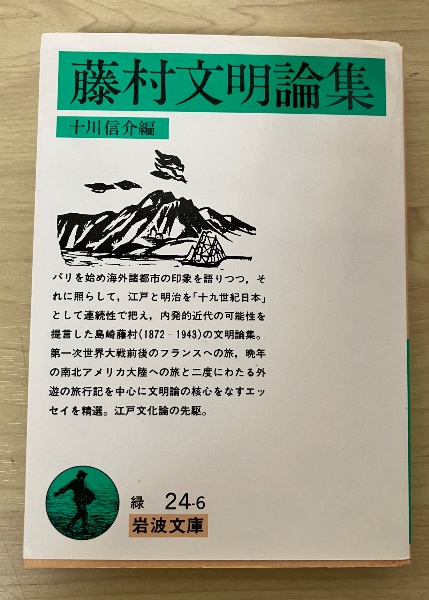 藤村文明論集
十川信介編
パリを始め海外諸都市の印象を語りつつ，そ
れに照らして，江戸と明治を「十九世紀日本」
として連続性で把え，内発的近代の可能性を
提言した島崎藤村(1872‐1943)の文明論集。
第一次世界大戦前後のフランスへの旅，晩年
の南北アメリカ大陸への旅と二度にわたる外
遊の旅行記を中心に文明論の核心をなすエッ
セイを精選。江戸文化論の先駆。
緑 24-6
岩波文庫